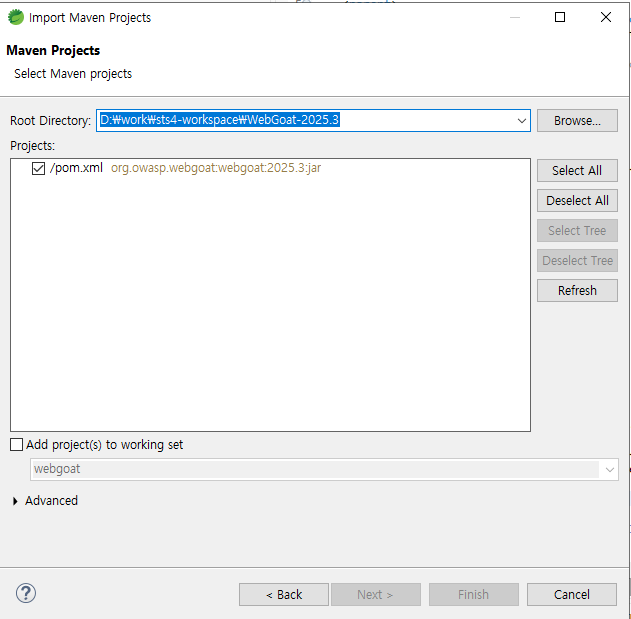 Import Maven Projects
Maven Projects
Select Maven projects
Root Directory: D:₩work₩sts4-workspace₩WebGoat-2025.3 Browse...
Projects:
/pom.xml org.owasp.webgoat:webgoat:2025.3:jar
Select All
Deselect All
Select Tree
Deselect Tree
Refresh
Add project(s) to working set
webgoat
Advanced
? < Back Next > Finish Cancel